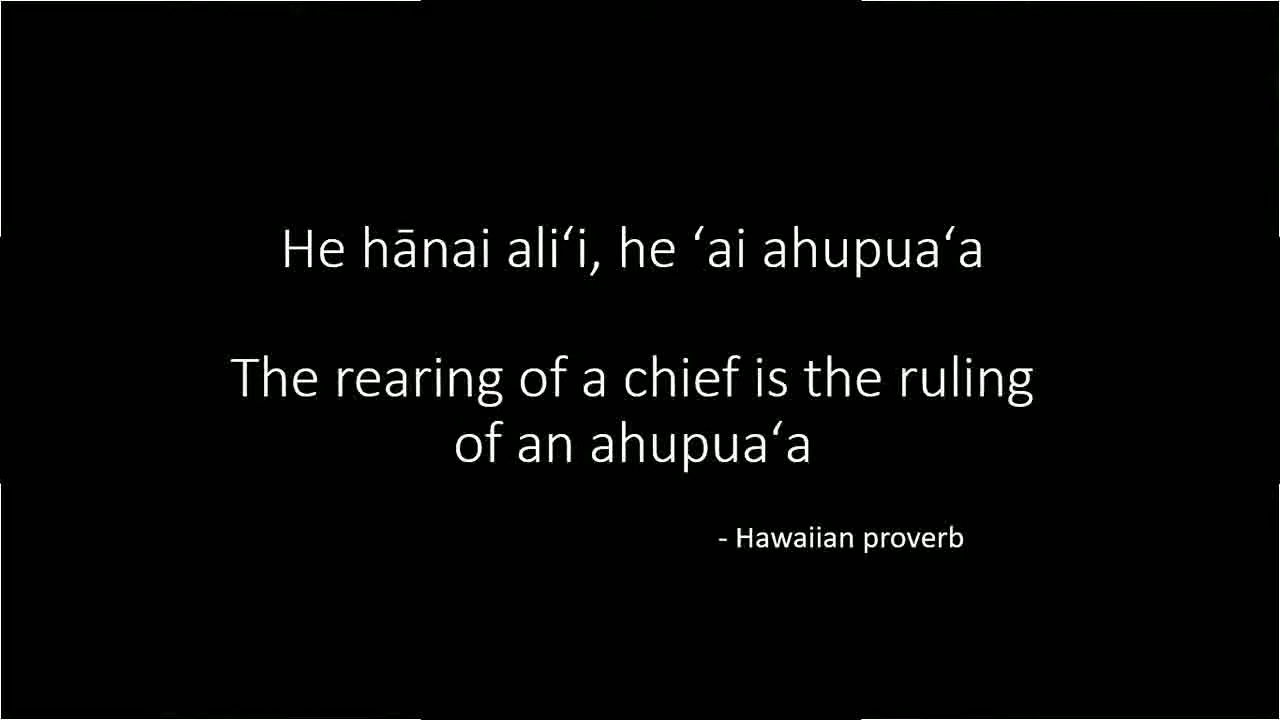 He hānai aliʻi, he ʻai ahupuaʻa
The rearing of a chief is the ruling
of an ahupuaʻa
- Hawaiian proverb